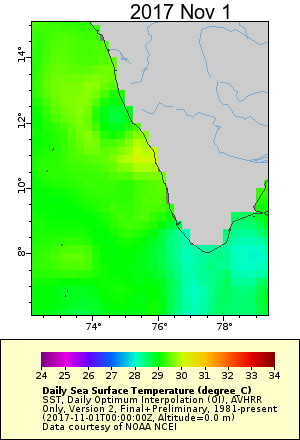 2017 Nov 1
14°
12°
10°
8°
74°
76°
78°
24 25 26 27 28 29 30 31 32 33 34
Daily Sea Surface Temperature (degree_C)
SST, Daily Optimum Interpolation (OI), AVHRR
Only, Version 2, Final+Preliminary, 1981-present
(2017-11-01T00:00:00Z, Altitude=0.0 m)
Data courtesy of NOAA NCEI